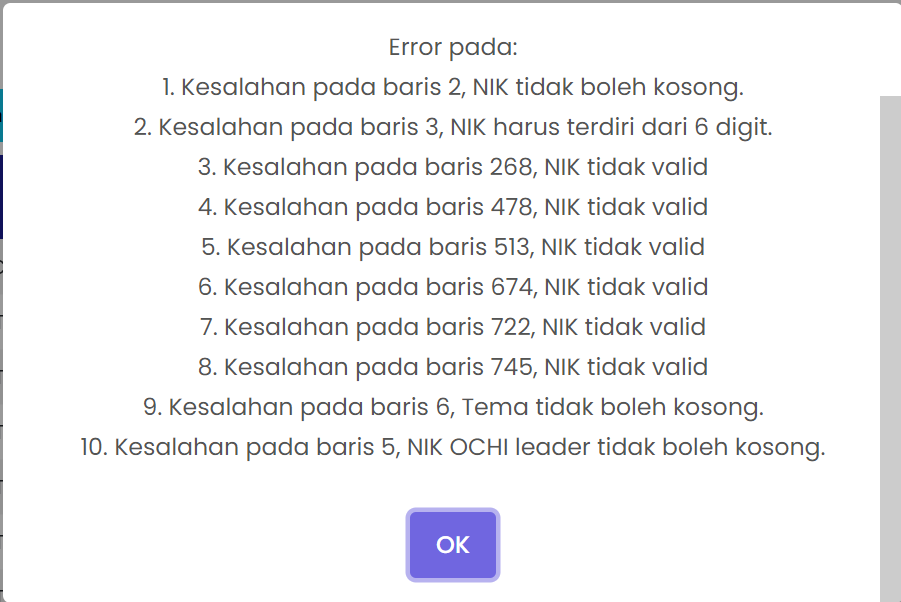 Error pada:
1. Kesalahan pada baris 2, NIK tidak boleh kosong.
2. Kesalahan pada baris 3, NIK harus terdiri dari 6 digit.
3. Kesalahan pada baris 268, NIK tidak valid
4. Kesalahan pada baris 478, NIK tidak valid
5. Kesalahan pada baris 513, NIK tidak valid
6. Kesalahan pada baris 674, NIK tidak valid
7. Kesalahan pada baris 722, NIK tidak valid
8. Kesalahan pada baris 745, NIK tidak valid
9. Kesalahan pada baris 6, Tema tidak boleh kosong.
10. Kesalahan pada baris 5, NIK OCHI leader tidak boleh kosong.
OK